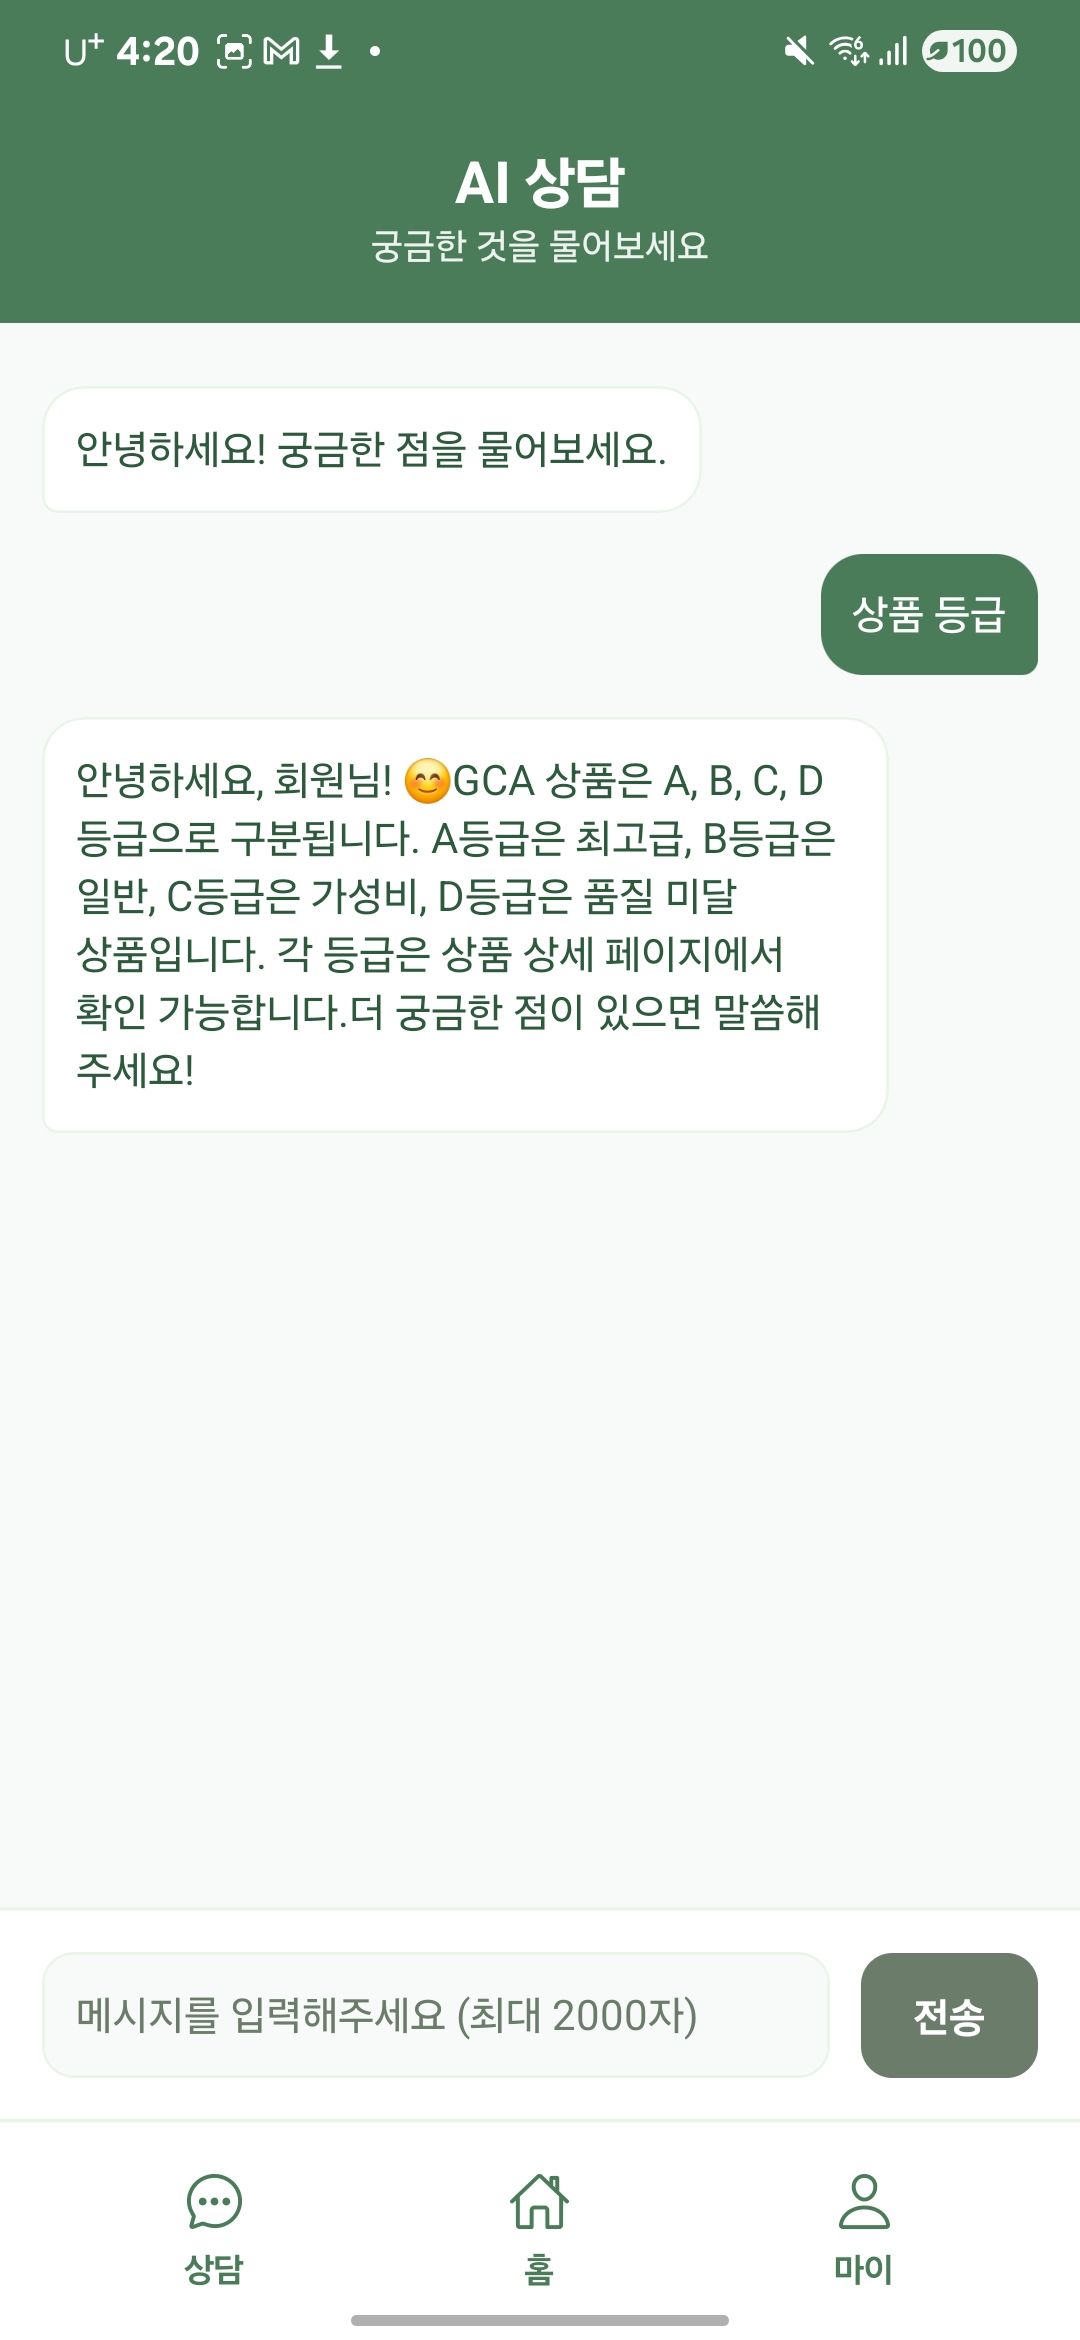 U+ 4:20
100
AI 상담
궁금한 것을 물어보세요
안녕하세요! 궁금한 점을 물어보세요.
상품 등급
안녕하세요, 회원님! 😊GCA 상품은 A, B, C, D
등급으로 구분됩니다. A등급은 최고급, B등급은
일반, C등급은 가성비, D등급은 품질 미달
상품입니다. 각 등급은 상품 상세 페이지에서
확인 가능합니다.더 궁금한 점이 있으면 말씀해
주세요!
메시지를 입력해주세요 (최대 2000자)
전송
상담
홈
마이